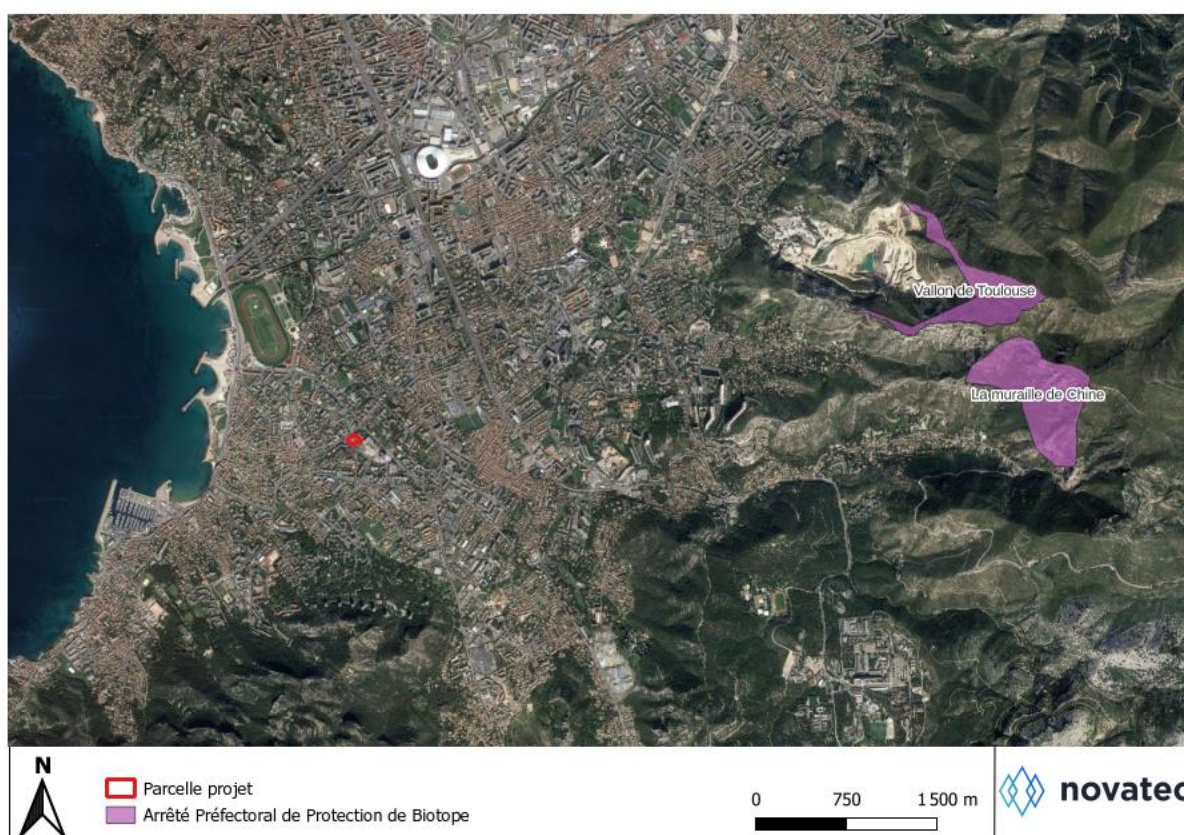 Vallon de Toulouse
La muraille de Chine
N
Parcelle projet
Arrêté Préfectoral de Protection de Biotope
0 750 1 500 m
novatec